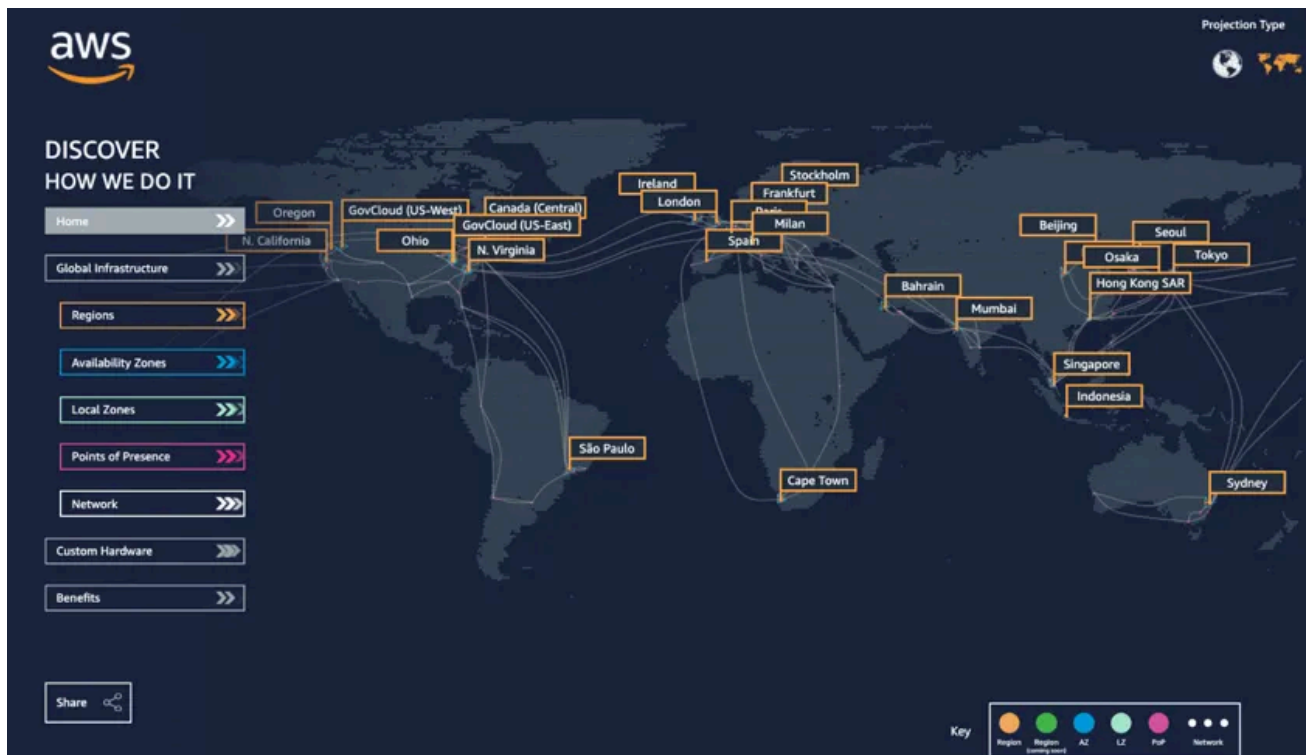 aws
Projection Type
DISCOVER
HOW WE DO IT
Home
Global Infrastructure
Regions
Availability Zones
Local Zones
Points of Presence
Network
Custom Hardware
Benefits
Share
Oregon
N. California
GovCloud (US-West)
Ohio
Canada (Central)
GovCloud (US-East)
N. Virginia
São Paulo
Ireland
London
Stockholm
Frankfurt
Milan
Spain
Cape Town
Bahrain
Mumbai
Beijing
Seoul
Osaka
Tokyo
Hong Kong SAR
Singapore
Indonesia
Sydney
Key
Region
Region
(coming soon)
AZ
LZ
PoP
Network